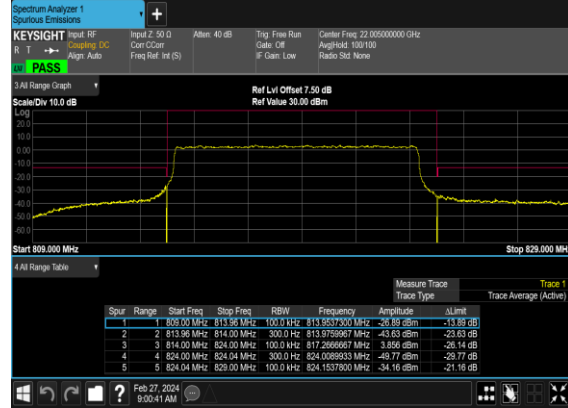 Spectrum Analyzer 1
Spurious Emissions
+
KEYSIGHT Input: RF
R T Coupling: DC
Align: Auto
Input Z: 50 Ω
Corr CCorr
Freq Ref: Int (S)
Atten: 40 dB
Trig: Free Run
Gate: Off
IF Gain: Low
Center Freq: 22.005000000 GHz
Avg|Hold: 100/100
Radio Std: None
PASS
3 All Range Graph
Scale/Div 10.0 dB
Ref Lvl Offset 7.50 dB
Ref Value 30.00 dBm
Log
20.0
10.0
0.00
-10.0
-20.0
-30.0
-40.0
-50.0
-60.0
Start 809.000 MHz
Stop 829.000 MH
4 All Range Table
Measure Trace Trace 1
Trace Type Trace Average (Active)
Spur Range Start Freq Stop Freq RBW Frequency Amplitude ΔLimit
1 1 809.00 MHz 813.96 MHz 100.0 kHz 813.9537300 MHz -26.89 dBm -13.89 dB
2 2 813.96 MHz 814.00 MHz 300.0 Hz 813.9759967 MHz -43.63 dBm -23.63 dB
3 3 814.00 MHz 824.00 MHz 100.0 kHz 817.2666667 MHz 3.856 dBm -26.14 dB
4 4 824.00 MHz 824.04 MHz 300.0 Hz 824.0089933 MHz -49.77 dBm -29.77 dB
5 5 824.04 MHz 829.00 MHz 100.0 kHz 824.1537800 MHz -34.16 dBm -21.16 dB
?
Feb 27, 2024
9:00:41 AM